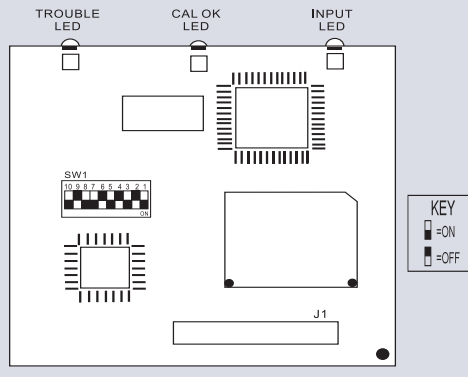 TROUBLE
LED
CAL OK
LED
INPUT
LED
SW1
10 9 8 7 6 5 4 3 2 1
ON
KEY
=ON
=OFF
J1